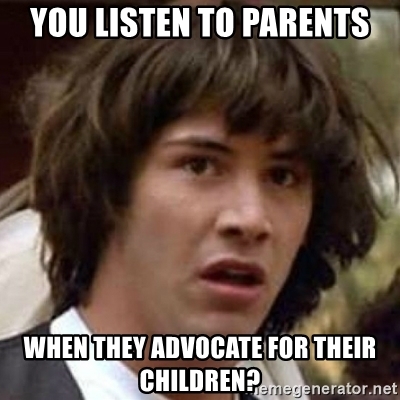 YOU LISTEN TO PARENTS
WHEN THEY ADVOCATE FOR THEIR
CHILDREN?
memegenerator.net